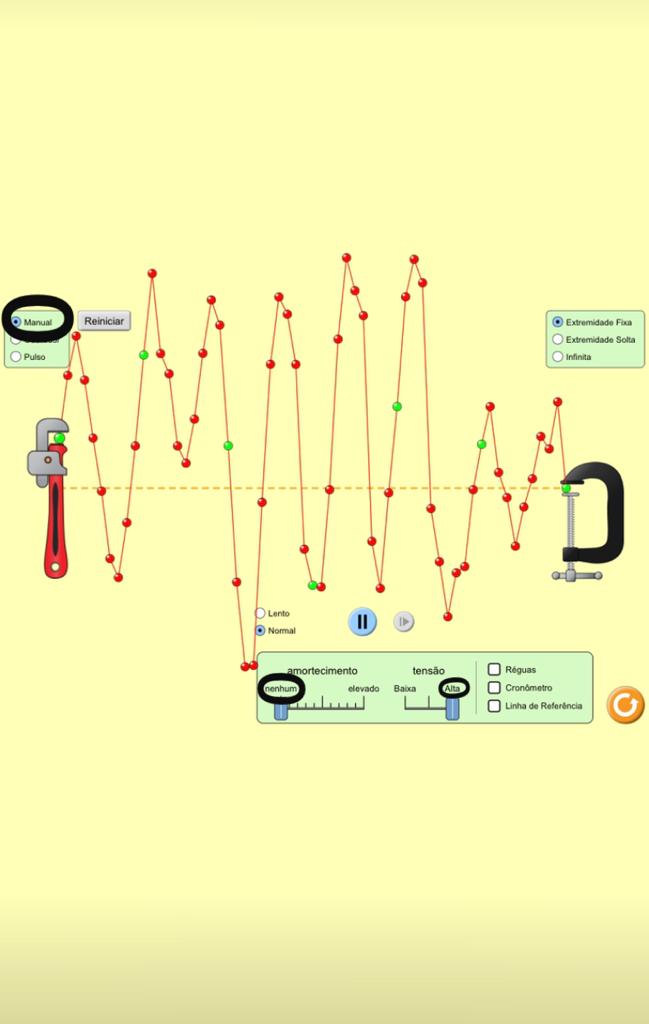 Manual
Reiniciar
Pulso
Extremidade Fixa
Extremidade Solta
Infinita
Lento
Normal
amortecimento
nenhum
elevado
tensão
Baixa
Alta
Réguas
Cronômetro
Linha de Referência